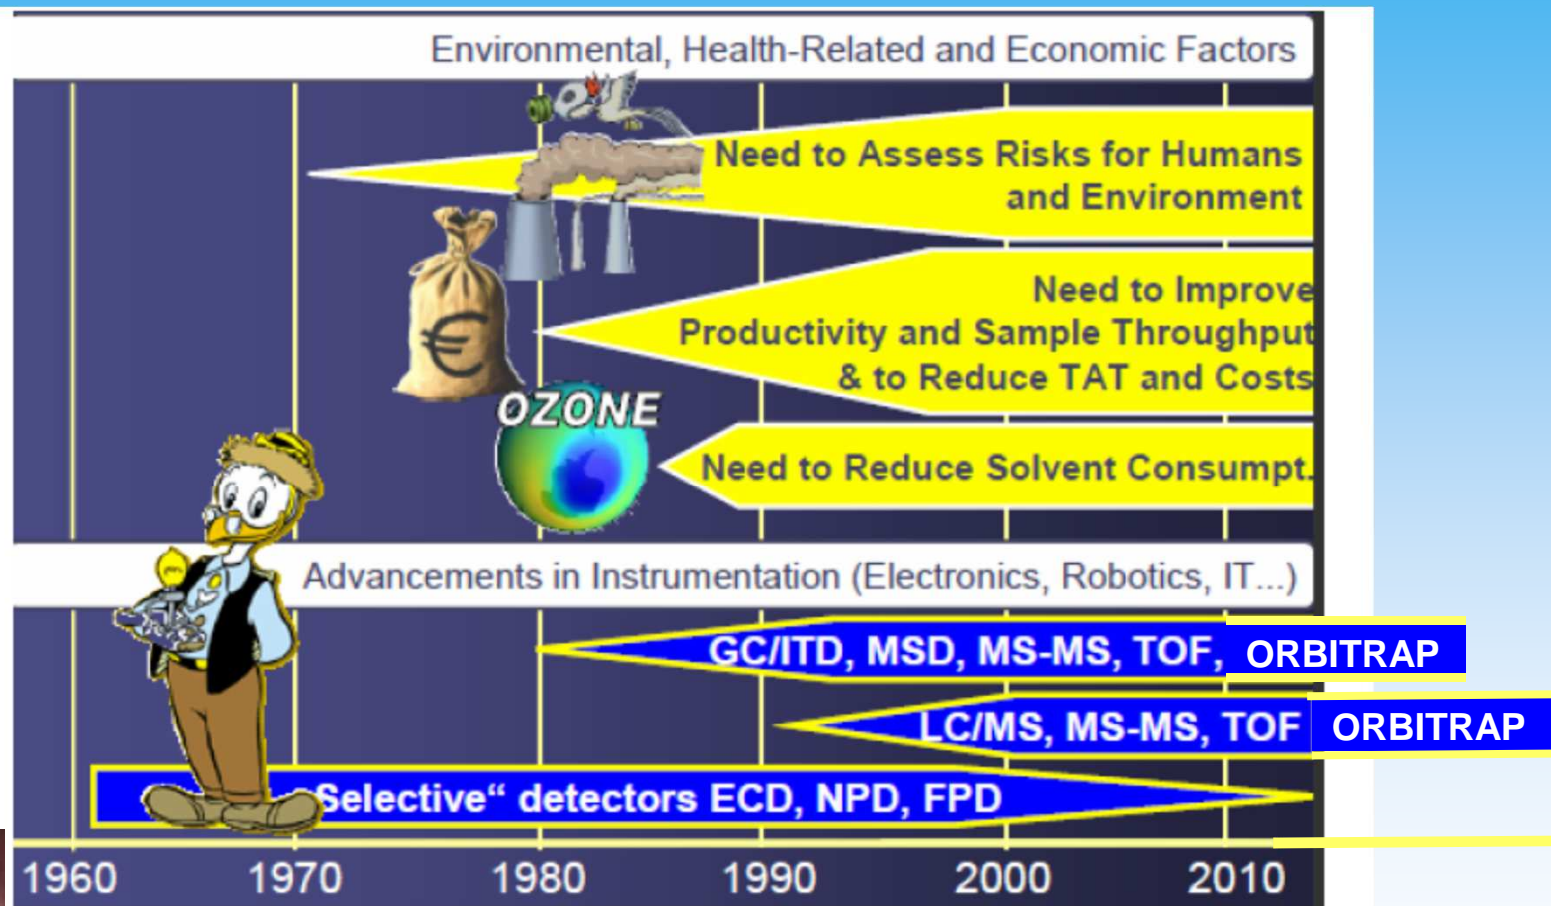 Environmental, Health-Related and Economic Factors
Need to Assess Risks for Humans
and Environment
Need to Improve
Productivity and Sample Throughput
& to Reduce TAT and Costs
€
OZONE
Need to Reduce Solvent Consumpt.
Advancements in Instrumentation (Electronics, Robotics, IT...)
GC/ITD, MSD, MS-MS, TOF, ORBITRAP
LC/MS, MS-MS, TOF ORBITRAP
Selective“ detectors ECD, NPD, FPD
1960 1970 1980 1990 2000 2010